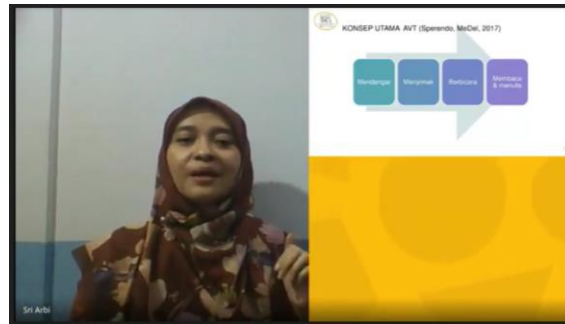 KONSEP UTAMA AVT (Sperendo, MeDel, 2017)
Mendengar
Menyimak
Berbicara
Membaca
& menulis
Sri Arbi